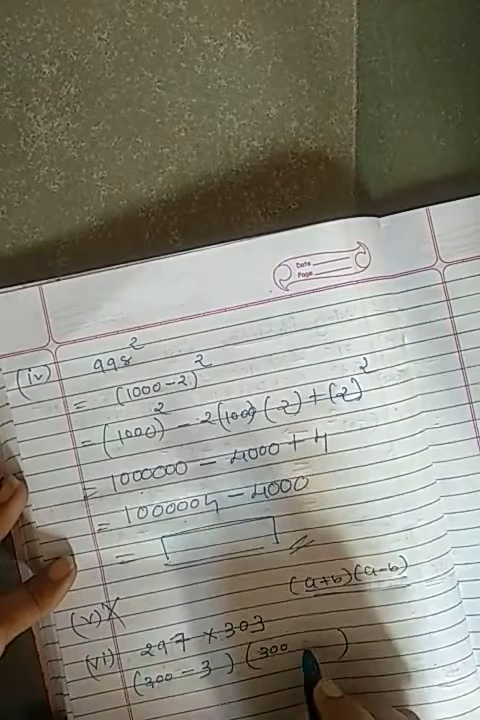 Date
Page
(iv) 998²
= (1000-2)²
= (1000)² - 2(1000)(2) + (2)²
= 1000000 - 4000 + 4
= 1000004 - 4000
=
(a+b)(a-b)
(v) X
(vi) 297 × 303
(300 - 3) (300 )